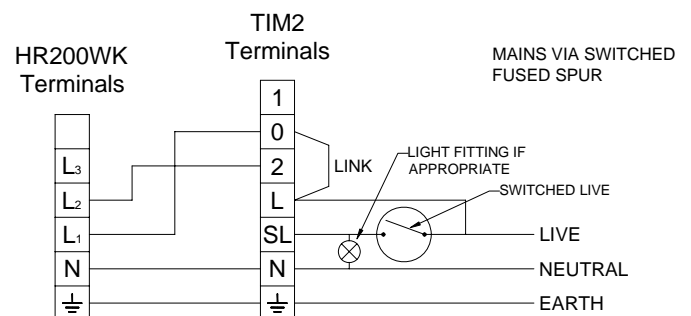 TIM2
Terminals
HR200WK
Terminals
MAINS VIA SWITCHED
FUSED SPUR
1
0
2
L
SL
N
L₃
L₂
L₁
N
LINK
LIGHT FITTING IF
APPROPRIATE
SWITCHED LIVE
LIVE
NEUTRAL
EARTH